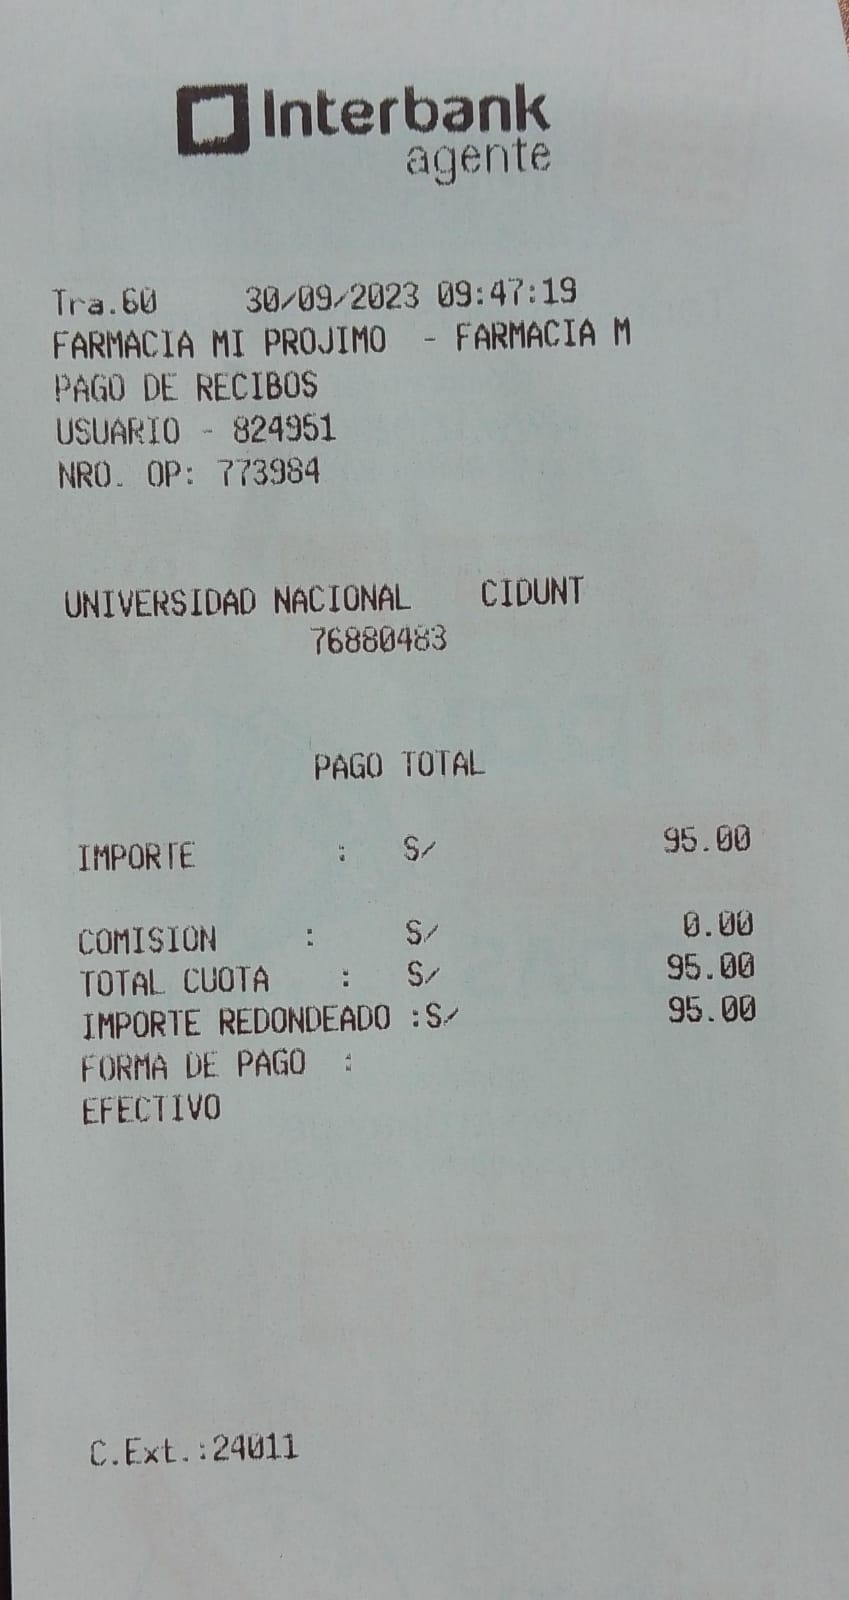 Interbank
agente
Tra.60 30/09/2023 09:47:19
FARMACIA MI PROJIMO - FARMACIA M
PAGO DE RECIBOS
USUARIO - 824951
NRO. OP: 773984
UNIVERSIDAD NACIONAL CIDUNT
76880483
PAGO TOTAL
IMPORTE : S/ 95.00
COMISION : S/ 0.00
TOTAL CUOTA : S/ 95.00
IMPORTE REDONDEADO :S/ 95.00
FORMA DE PAGO :
EFECTIVO
C.Ext.:24011